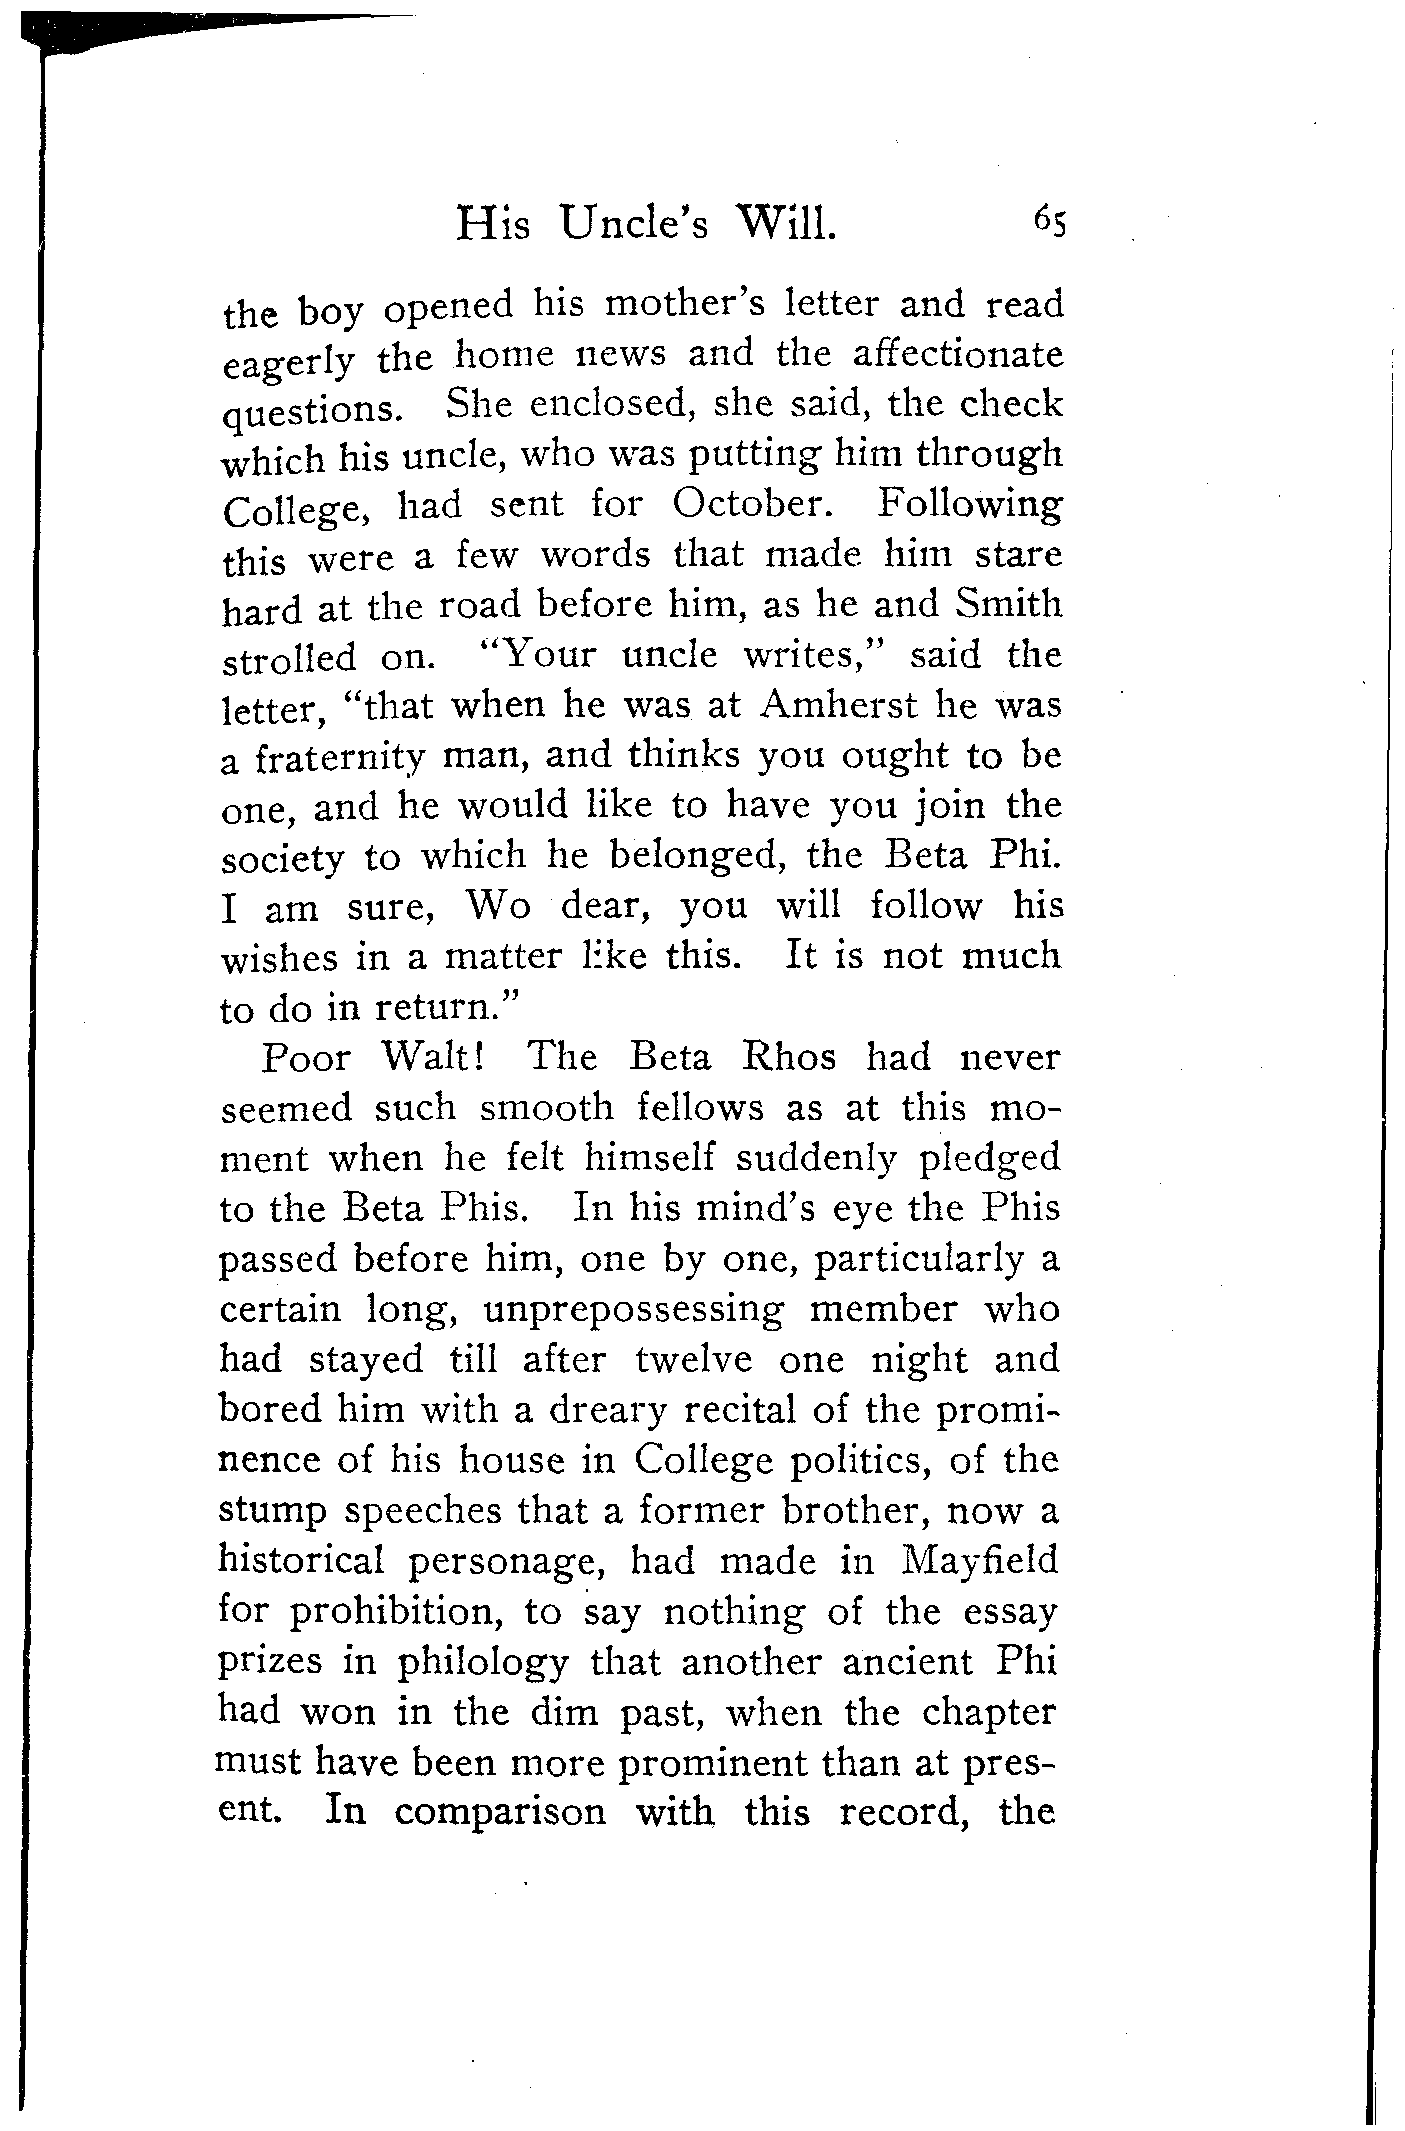 His Uncle's Will. 65
the boy opened his mother's letter and read
eagerly the home news and the affectionate
questions. She enclosed, she said, the check
which his uncle, who was putting him through
College, had sent for October. Following
this were a few words that made him stare
hard at the road before him, as he and Smith
strolled on. "Your uncle writes," said the
letter, "that when he was at Amherst he was
a fraternity man, and thinks you ought to be
one, and he would like to have you join the
society to which he belonged, the Beta Phi.
I am sure, Wo dear, you will follow his
wishes in a matter like this. It is not much
to do in return."
Poor Walt! The Beta Rhos had never
seemed such smooth fellows as at this mo-
ment when he felt himself suddenly pledged
to the Beta Phis. In his mind's eye the Phis
passed before him, one by one, particularly a
certain long, unprepossessing member who
had stayed till after twelve one night and
bored him with a dreary recital of the promi-
nence of his house in College politics, of the
stump speeches that a former brother, now a
historical personage, had made in Mayfield
for prohibition, to say nothing of the essay
prizes in philology that another ancient Phi
had won in the dim past, when the chapter
must have been more prominent than at pres-
ent. In comparison with this record, the